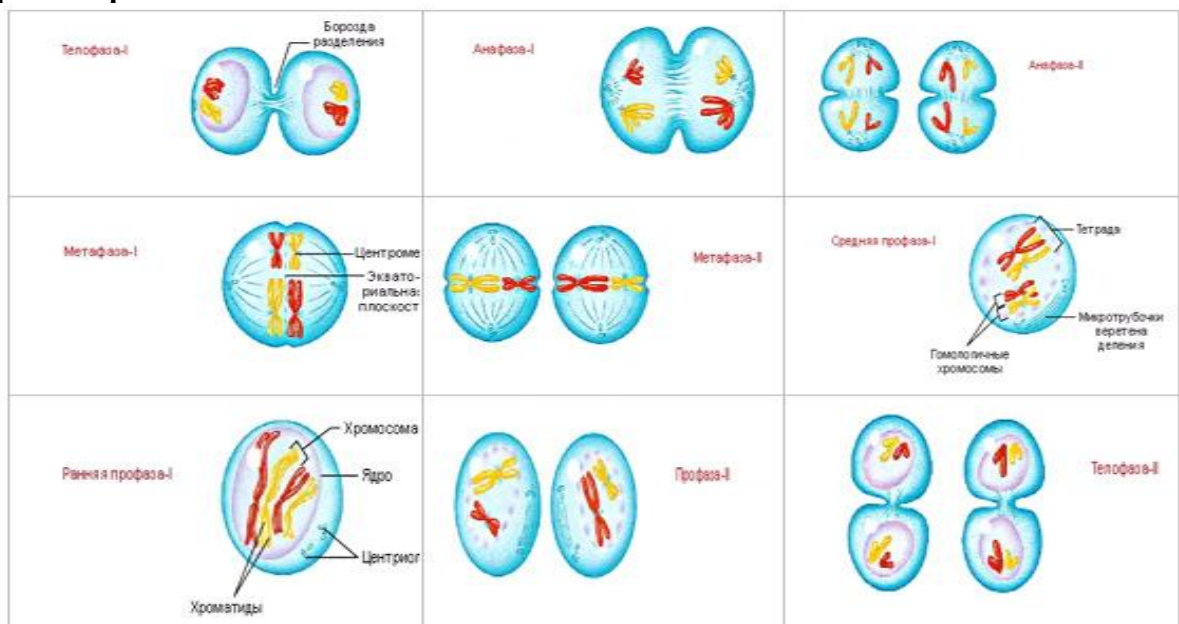 Телофаза-I
Борозда
разделения
Анафаза-I
Анафаза-II
Метафаза-I
Центроме
Эквато-
риальна
плоскост
Метафаза-II
Средняя профаза-I
Тетрада
Микротрубочки
веретена
деления
Гомологичные
хромосомы
Ранняя профаза-I
Хромосома
Ядро
Центриол
Хроматиды
Профаза-II
Телофаза-II